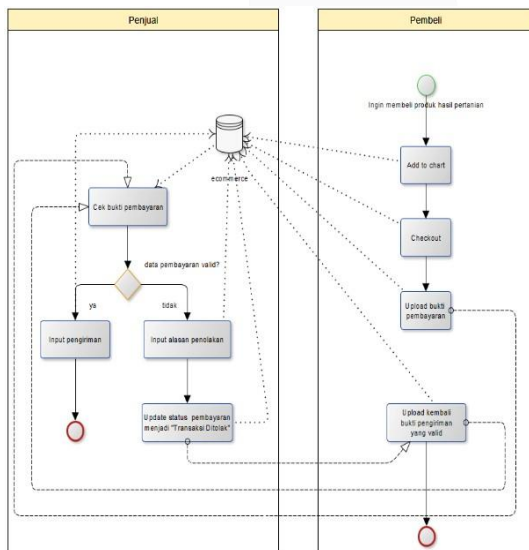 Penjual
Pembeli
Ingin membeli produk hasil pertanian
Add to chart
ecommerce
Cek bukti pembayaran
Checkout
data pembayaran valid?
Upload bukti
pembayaran
ya
tidak
Input pengiriman
Input alasan penolakan
Update status pembayaran
menjadi "Transaksi Ditolak"
Upload kembali
bukti pengiriman
yang valid